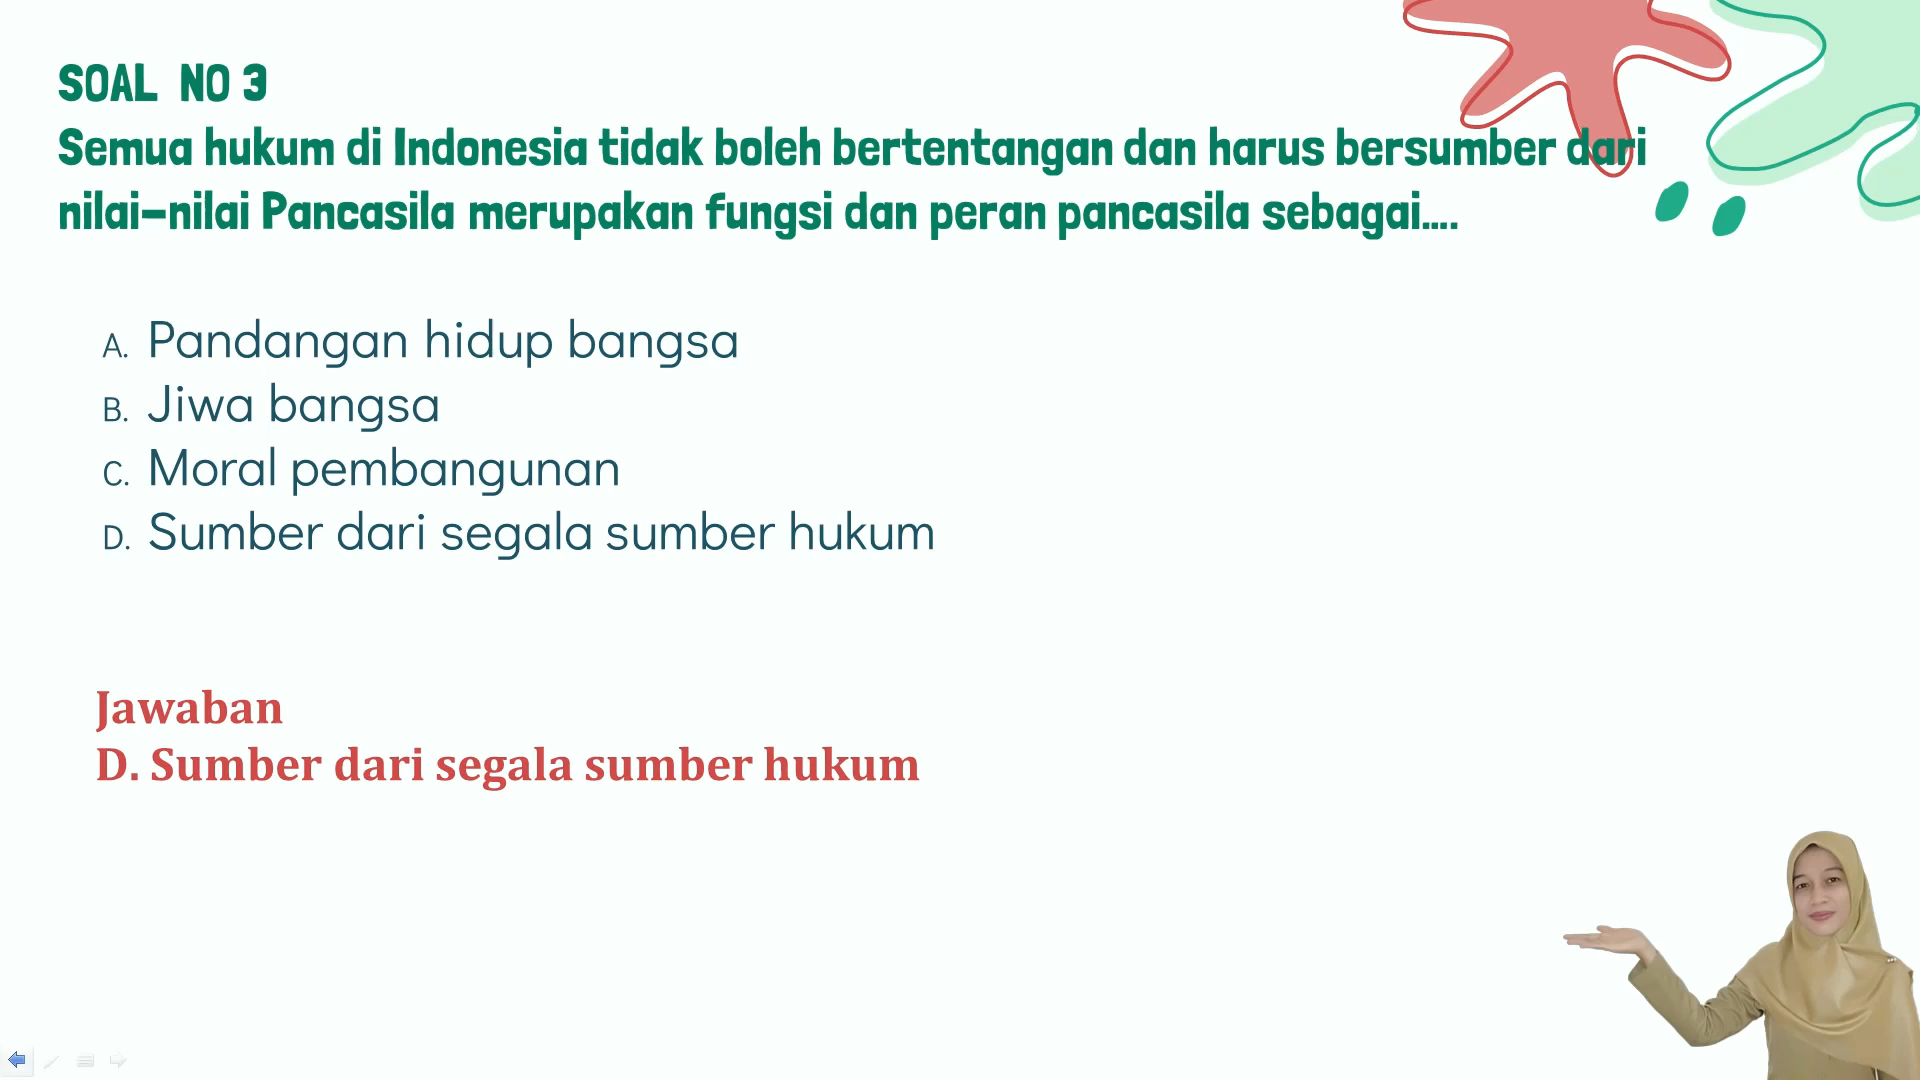 SOAL NO 3
Semua hukum di Indonesia tidak boleh bertentangan dan harus bersumber dari
nilai-nilai Pancasila merupakan fungsi dan peran pancasila sebagai....
A. Pandangan hidup bangsa
B. Jiwa bangsa
C. Moral pembangunan
D. Sumber dari segala sumber hukum
Jawaban
D. Sumber dari segala sumber hukum